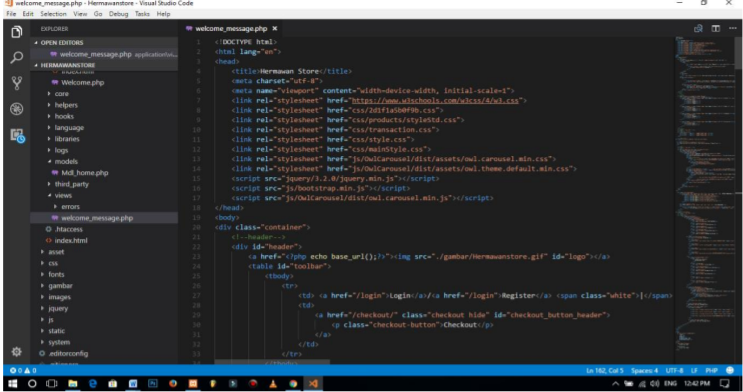 welcome_message.php - Hermawanstore - Visual Studio Code
File Edit Selection View Go Debug Tasks Help
EXPLORER
OPEN EDITORS
welcome_message.php application\vi...
HERMAWANSTORE
index.html
Welcome.php
core
helpers
hooks
language
libraries
logs
models
Mdl_home.php
third_party
views
errors
welcome_message.php
.htaccess
index.html
asset
css
fonts
gambar
images
jquery
js
static
system
.editorconfig
.gitignore
welcome_message.php
1 <!DOCTYPE html>
2 <html lang="en">
3 <head>
4 <title>Hermawan Store</title>
5 <meta charset="utf-8">
6 <meta name="viewport" content="width=device-width, initial-scale=1">
7 <link rel="stylesheet" href="https://www.w3schools.com/w3css/4/w3.css">
8 <link rel="stylesheet" href="css/2d1f1a5b0f9b.css">
9 <link rel="stylesheet" href="css/products/styleStd.css">
10 <link rel="stylesheet" href="css/transaction.css">
11 <link rel="stylesheet" href="css/style.css">
12 <link rel="stylesheet" href="css/mainStyle.css">
13 <link rel="stylesheet" href="js/OwlCarousel/dist/assets/owl.carousel.min.css">
14 <link rel="stylesheet" href="js/OwlCarousel/dist/assets/owl.theme.default.min.css">
15 <script src="jquery/3.2.0/jquery.min.js"></script>
16 <script src="js/bootstrap.min.js"></script>
17 <script src="js/OwlCarousel/dist/owl.carousel.min.js"></script>
18 </head>
19 <body>
20 <div class="container">
21 <!--header-->
22 <div id="header">
23 <a href="<?php echo base_url();?>"><img src="./gambar/Hermawanstore.gif" id="logo"></a>
24 <table id="toolbar">
25 <tbody>
26 <tr>
27 <td> <a href="/login">Login</a>/<a href="/login">Register</a> <span class="white">|</span>
28 <td>
29 <a href="/checkout/" class="checkout hide" id="checkout_button_header">
30 <p class="checkout-button">Checkout</p>
31 </a>
32 </td>
33 </tr>
0 0
Ln 162, Col 5 Spaces: 4 UTF-8 LF PHP
ENG 12:42 PM